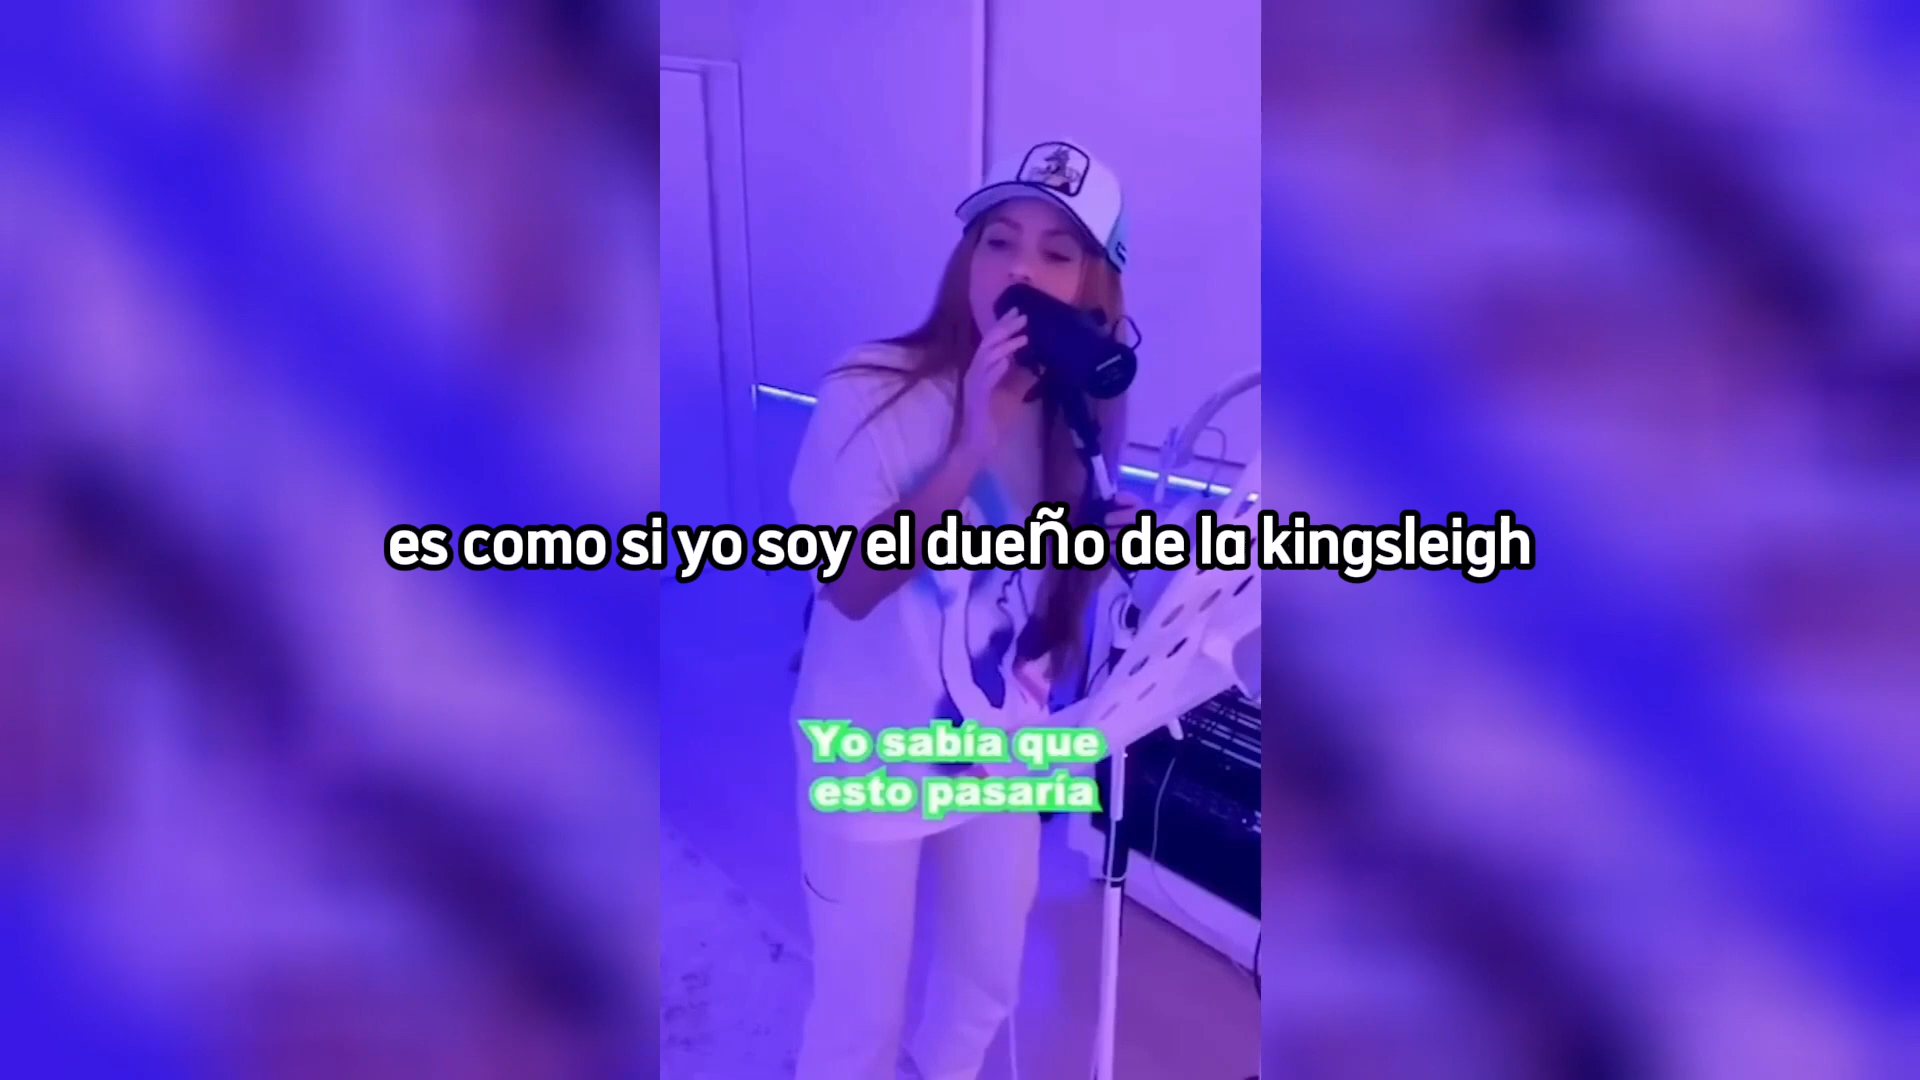 es como si yo soy el dueño de la kingsleigh
Yo sabía que
esto pasaría